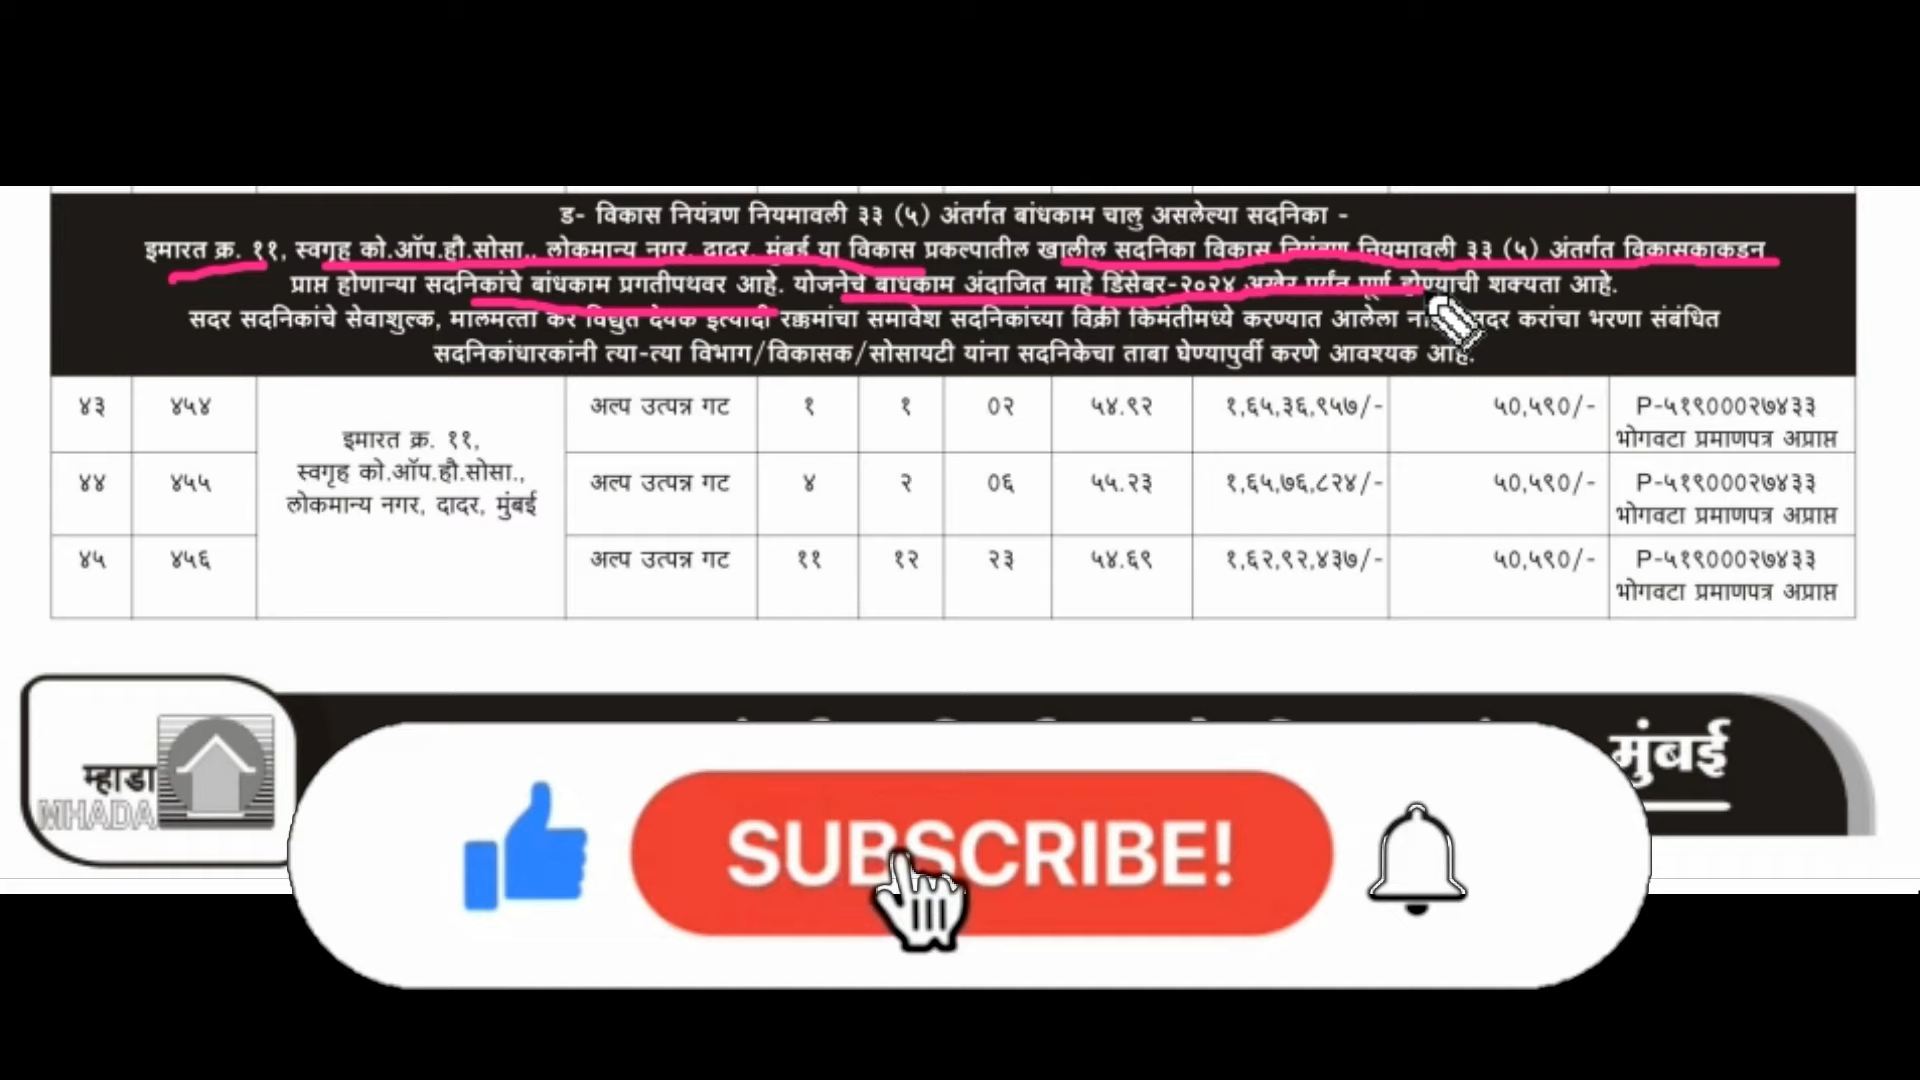 ड- विकास नियंत्रण नियमावली ३३ (५) अंतर्गत बांधकाम चालु असलेल्या सदनिका -
इमारत क्र. ११, स्वगृह को.ऑप.हौ.सोसा., लोकमान्य नगर, दादर, मुंबई या विकास प्रकल्पातील खालील सदनिका विकास नियंत्रण नियमावली ३३ (५) अंतर्गत विकासकाकडून
प्राप्त होणाऱ्या सदनिकांचे बांधकाम प्रगतीपथवर आहे. योजनेचे बांधकाम अंदाजित माहे डिंसेबर-२०२४ अखेर पर्यंत पूर्ण होण्याची शक्यता आहे.
सदर सदनिकांचे सेवाशुल्क, मालमत्ता कर विद्युत देयक इत्यादी रक्कमांचा समावेश सदनिकांच्या विक्री किमंतीमध्ये करण्यात आलेला सदर करांचा भरणा संबंधित
सदनिकांधारकांनी त्या-त्या विभाग/विकासक/सोसायटी यांना सदनिकेचा ताबा घेण्यापुर्वी करणे आवश्यक आहे.
४३ ४५४ अल्प उत्पन्न गट १ १ ०२ ५४.९२ १,६५,३६,९५७/- ५०,५९०/- P-५१९०००२७४३३
भोगवटा प्रमाणपत्र अप्राप्त
इमारत क्र. ११,
स्वगृह को.ऑप.हौ.सोसा.,
लोकमान्य नगर, दादर, मुंबई
४४ ४५५ अल्प उत्पन्न गट ४ २ ०६ ५५.२३ १,६५,७६,८२४/- ५०,५९०/- P-५१९०००२७४३३
भोगवटा प्रमाणपत्र अप्राप्त
४५ ४५६ अल्प उत्पन्न गट ११ १२ २३ ५४.६९ १,६२,९२,४३७/- ५०,५९०/- P-५१९०००२७४३३
भोगवटा प्रमाणपत्र अप्राप्त
मुंबई
म्हाडा
MHADA
SUBSCRIBE!